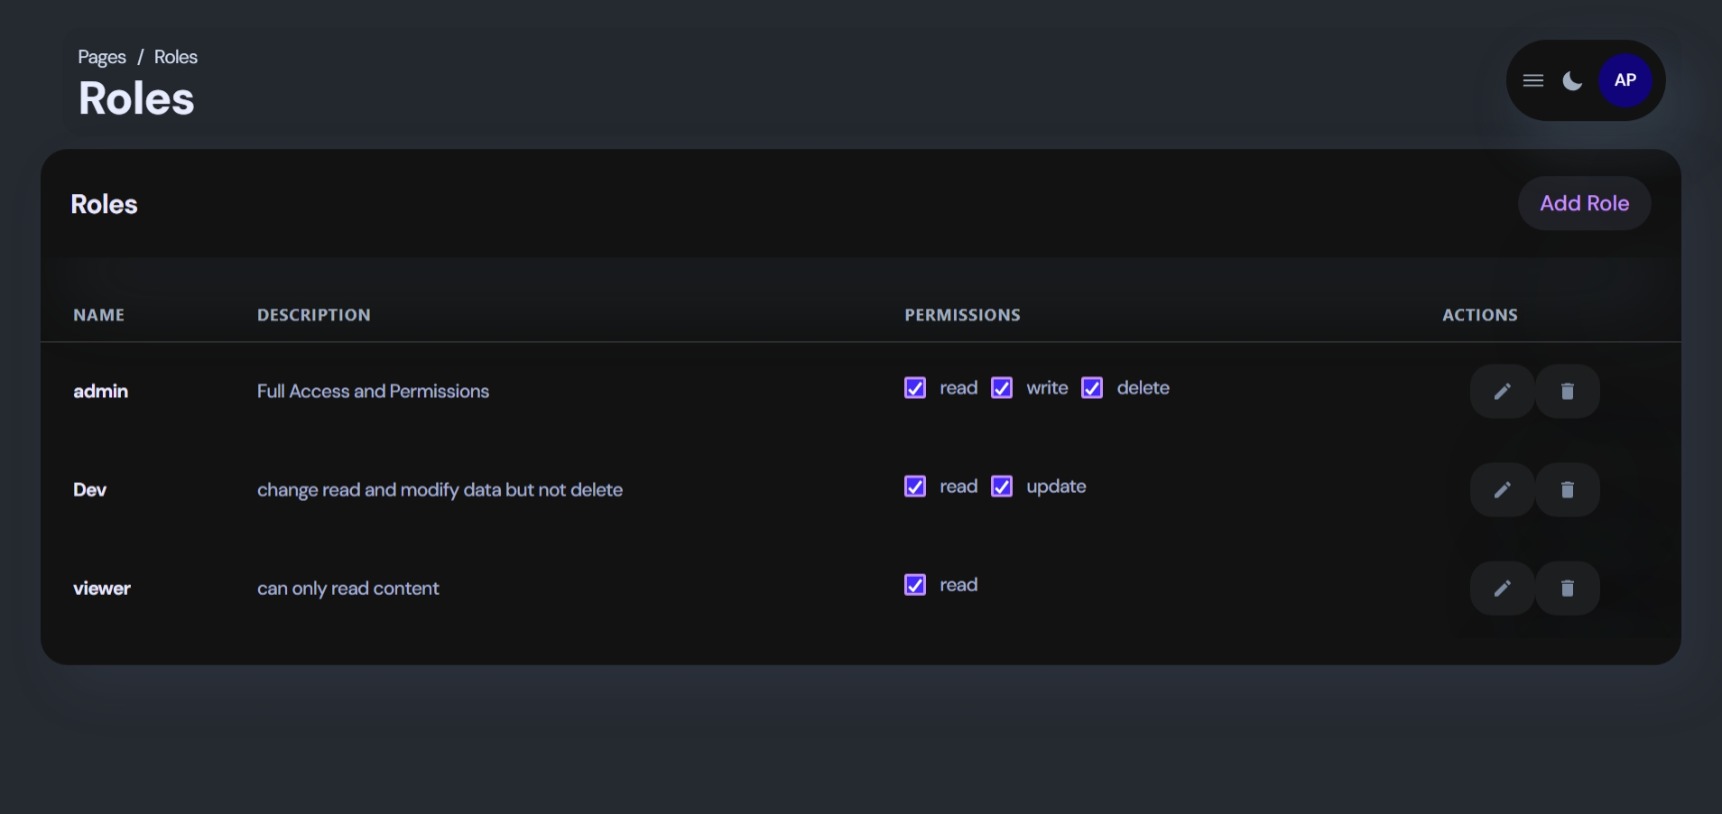 Pages / Roles
Roles
AP
Roles
Add Role
NAME DESCRIPTION PERMISSIONS ACTIONS
admin Full Access and Permissions read write delete
Dev change read and modify data but not delete read update
viewer can only read content read